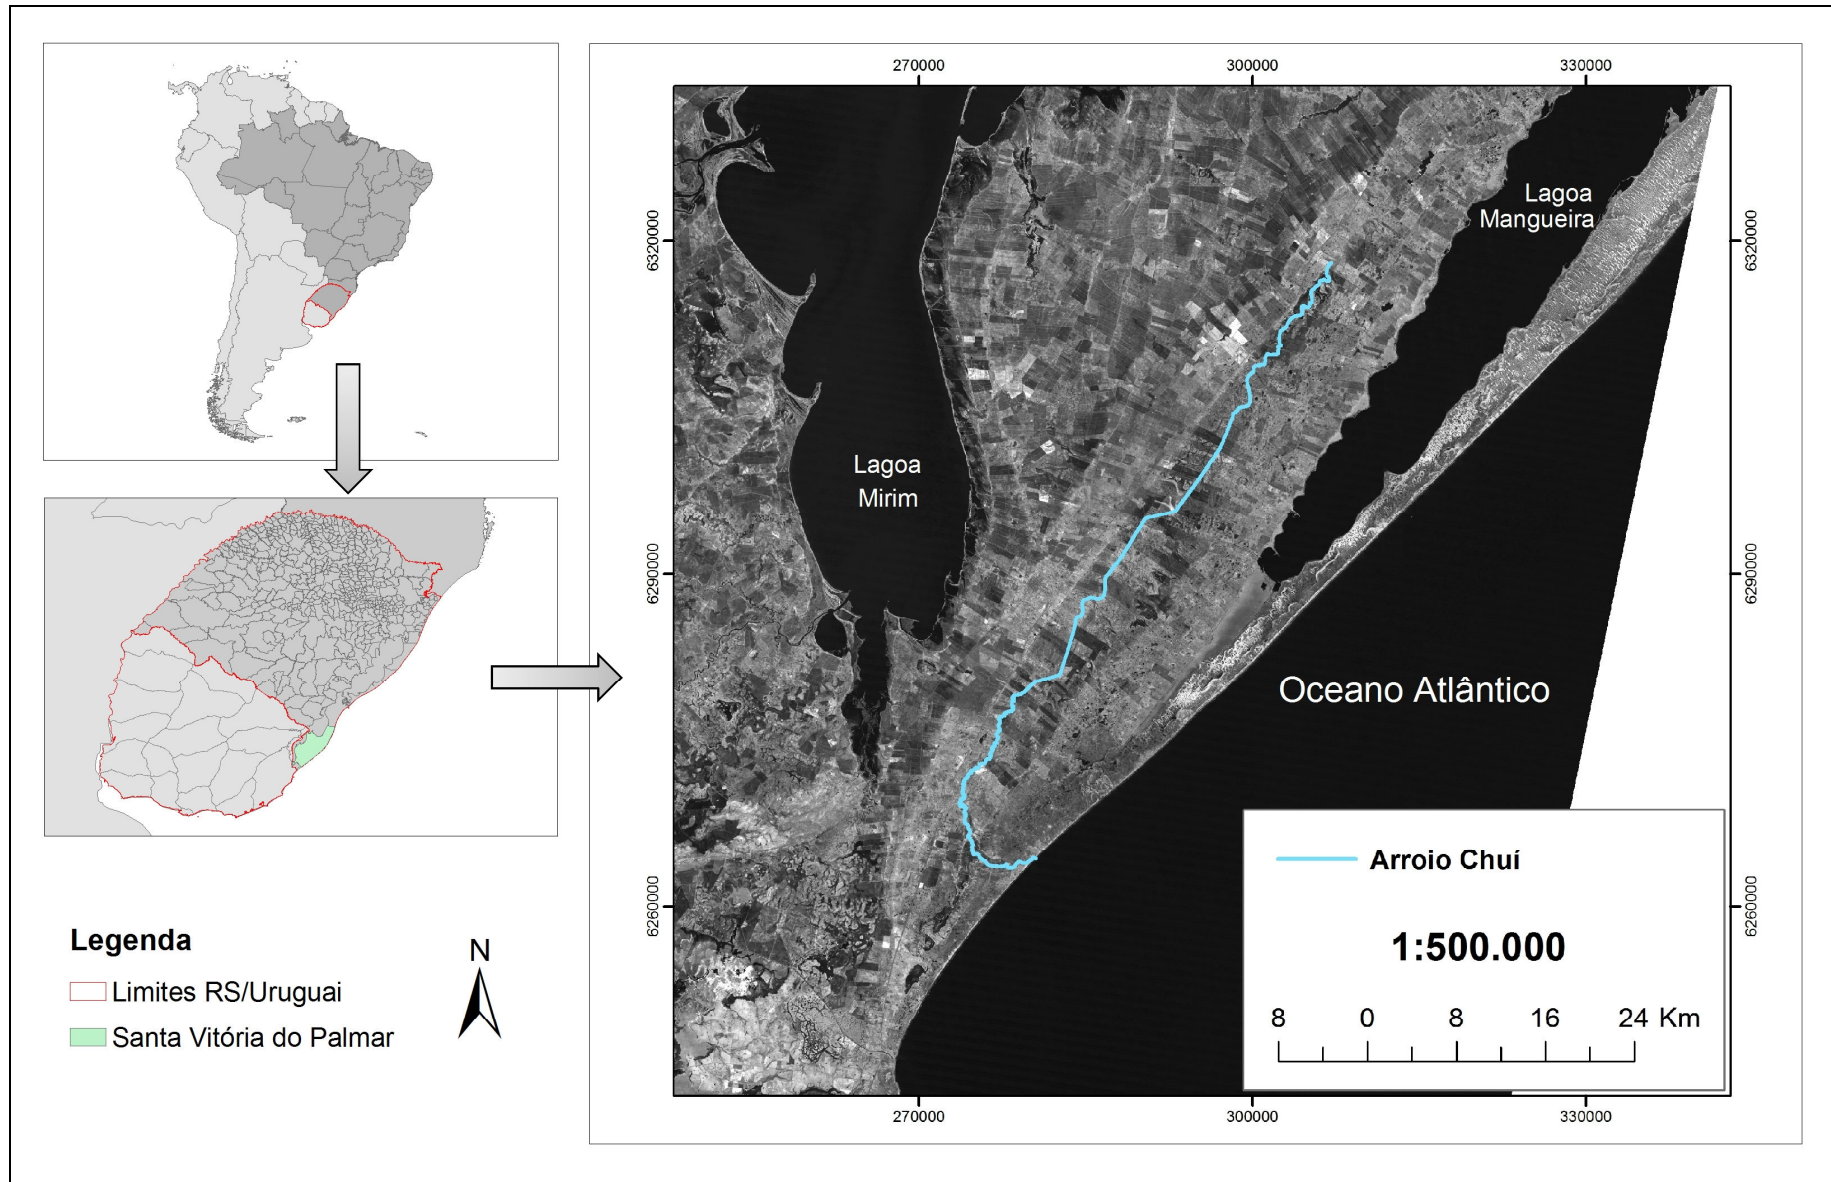 270000 300000 330000
Lagoa
Mangueira
6320000 6320000
Lagoa
Mirim
6290000 6290000
Oceano Atlântico
Arroio Chuí
1:500.000
8 0 8 16 24 Km
6260000 6260000
270000 300000 330000
Legenda
N
Limites RS/Uruguai
Santa Vitória do Palmar